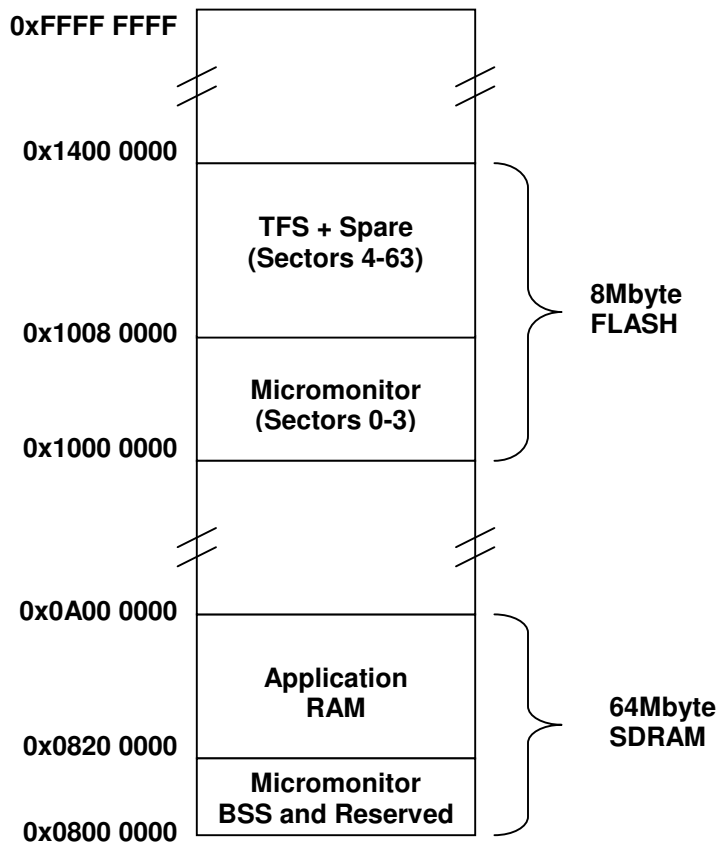 0xFFFF FFFF
0x1400 0000
TFS + Spare
(Sectors 4-63)
8Mbyte
FLASH
0x1008 0000
Micromonitor
(Sectors 0-3)
0x1000 0000
0x0A00 0000
Application
RAM
64Mbyte
SDRAM
0x0820 0000
Micromonitor
BSS and Reserved
0x0800 0000